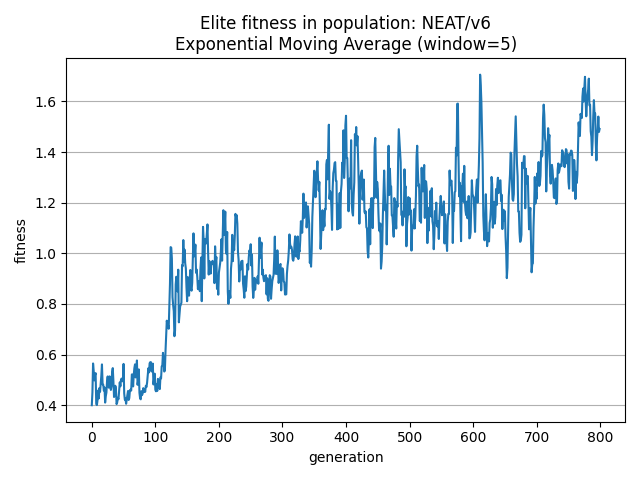 Elite fitness in population: NEAT/v6
Exponential Moving Average (window=5)
fitness
1.6
1.4
1.2
1.0
0.8
0.6
0.4
0 100 200 300 400 500 600 700 800
generation